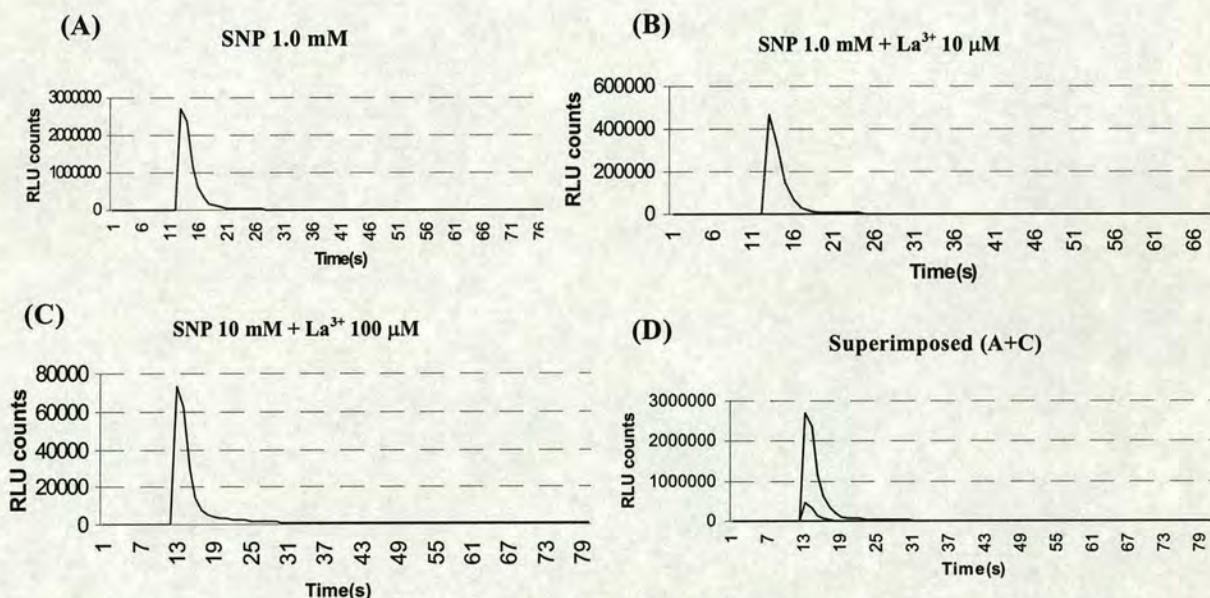 (A)
SNP 1.0 mM
RLU counts
300000
200000
100000
0
1 6 11 16 21 26 31 36 41 46 51 56 61 66 71 76
Time(s)
(B)
SNP 1.0 mM + La³⁺ 10 μM
RLU counts
600000
400000
200000
0
1 6 11 16 21 26 31 36 41 46 51 56 61 66
Time(s)
(C)
SNP 10 mM + La³⁺ 100 μM
RLU counts
80000
60000
40000
20000
0
1 7 13 19 25 31 37 43 49 55 61 67 73 79
Time(s)
(D)
Superimposed (A+C)
RLU counts
3000000
2000000
1000000
0
1 7 13 19 25 31 37 43 49 55 61 67 73 79
Time(s)